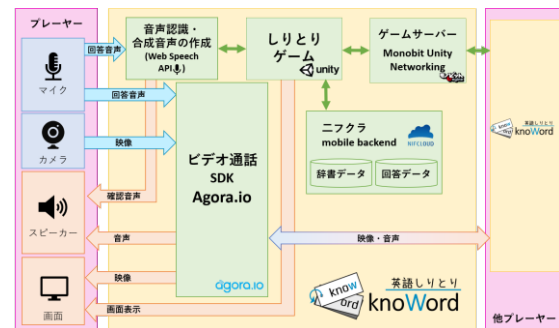 プレーヤー
マイク
カメラ
スピーカー
画面
回答音声
回答音声
映像
確認音声
音声
映像
画面表示
音声認識・
合成音声の作成
(Web Speech
API)
しりとり
ゲーム
unity
ゲームサーバー
Monobit Unity
Networking
ニフクラ
mobile backend
NIFCLOUD
辞書データ
回答データ
ビデオ通話
SDK
Agora.io
agora.io
映像・音声
know
ord
英語しりとり
knoWord
know
英語しりとり
knoWord
他プレーヤー